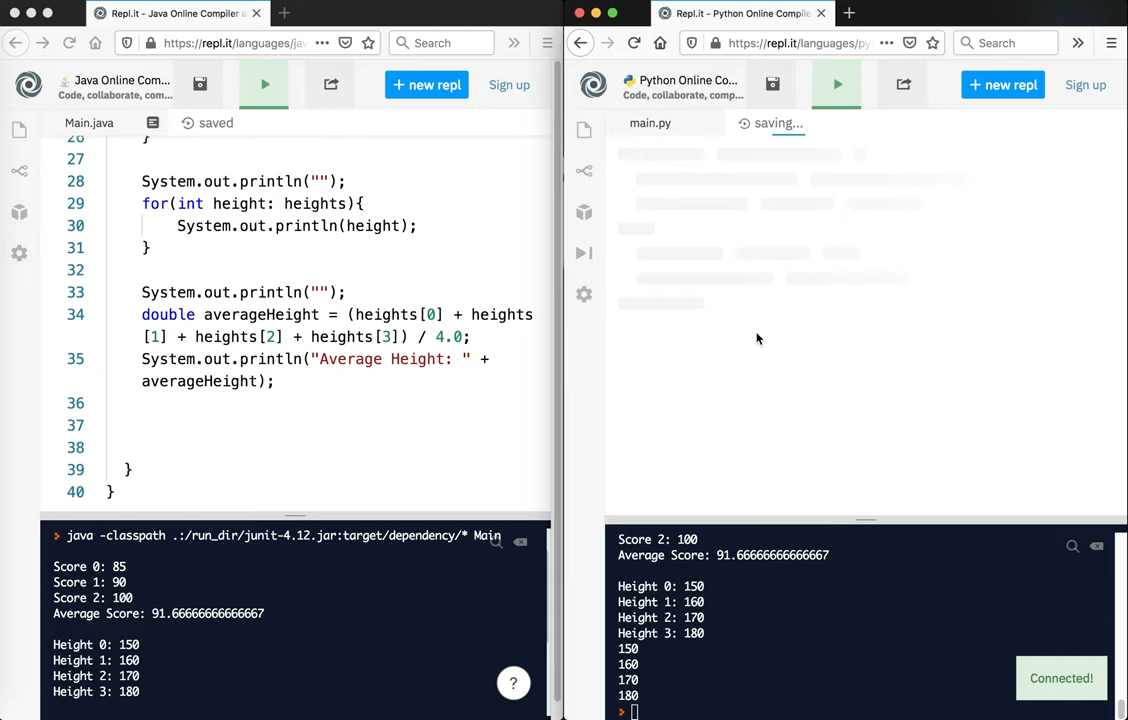 Repl.it - Java Online Compiler a
https://repl.it/languages/jav
Search
Java Online Com...
Code, collaborate, com...
+ new repl
Sign up
Main.java
saved
26 }
27
28 System.out.println("");
29 for(int height: heights){
30 System.out.println(height);
31 }
32
33 System.out.println("");
34 double averageHeight = (heights[0] + heights
[1] + heights[2] + heights[3]) / 4.0;
35 System.out.println("Average Height: " +
averageHeight);
36
37
38
39 }
40 }
java -classpath .:/run_dir/junit-4.12.jar:target/dependency/* Main
Score 0: 85
Score 1: 90
Score 2: 100
Average Score: 91.66666666666667
Height 0: 150
Height 1: 160
Height 2: 170
Height 3: 180
?
Repl.it - Python Online Compile
https://repl.it/languages/py
Search
Python Online Co...
Code, collaborate, comp...
+ new repl
Sign up
main.py
saving...
Score 2: 100
Average Score: 91.66666666666667
Height 0: 150
Height 1: 160
Height 2: 170
Height 3: 180
150
160
170
180
Connected!